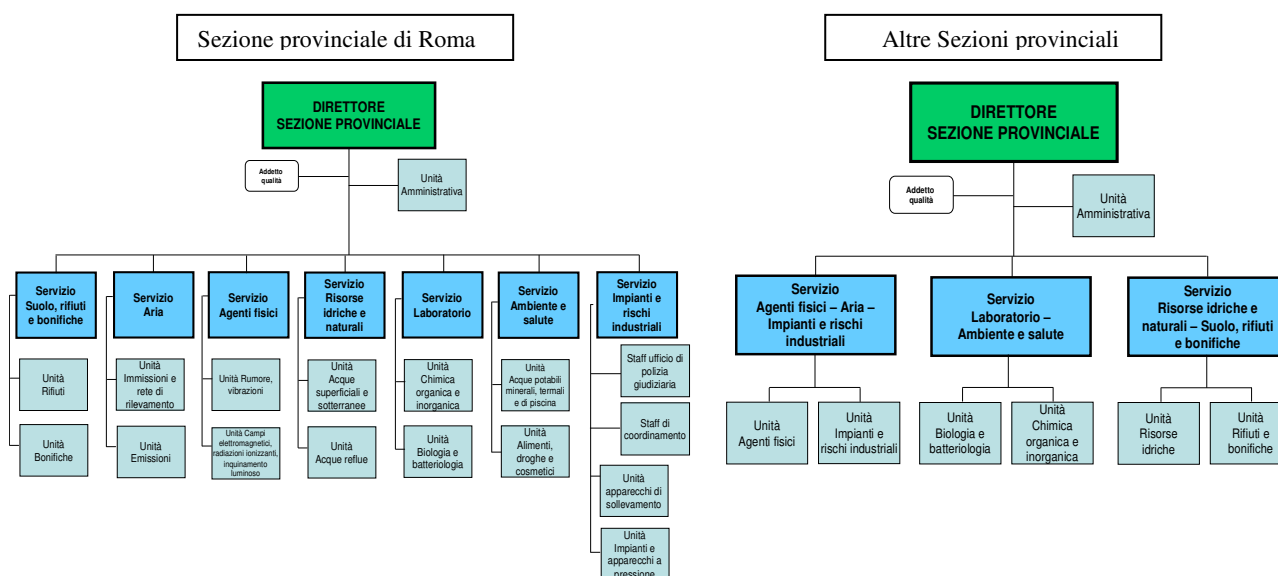 Sezione provinciale di Roma
DIRETTORE
SEZIONE PROVINCIALE
Addetto
qualità
Unità
Amministrativa
Servizio
Suolo, rifiuti
e bonifiche
Servizio
Aria
Servizio
Agenti fisici
Servizio
Risorse
idriche e
naturali
Servizio
Laboratorio
Servizio
Ambiente e
salute
Servizio
Impianti e
rischi
industriali
Unità
Rifiuti
Unità
Immissioni e
rete di
rilevamento
Unità Rumore,
vibrazioni
Unità
Acque
superficiali e
sotterranee
Unità
Chimica
organica e
inorganica
Unità
Acque potabili
minerali, termali
e di piscina
Staff ufficio di
polizia
giudiziaria
Unità
Bonifiche
Unità
Emissioni
Unità Campi
elettromagnetici,
radiazioni ionizzanti,
inquinamento
luminoso
Unità
Acque reflue
Unità
Biologia e
batteriologia
Unità
Alimenti,
droghe e
cosmetici
Staff di
coordinamento
Unità
apparecchi di
sollevamento
Unità
Impianti e
apparecchi a
pressione
Altre Sezioni provinciali
DIRETTORE
SEZIONE PROVINCIALE
Addetto
qualità
Unità
Amministrativa
Servizio
Agenti fisici – Aria –
Impianti e rischi
industriali
Servizio
Laboratorio –
Ambiente e salute
Servizio
Risorse idriche e
naturali – Suolo, rifiuti
e bonifiche
Unità
Agenti fisici
Unità
Impianti e
rischi industriali
Unità
Biologia e
batteriologia
Unità
Chimica
organica e
inorganica
Unità
Risorse
idriche
Unità
Rifiuti e
bonifiche